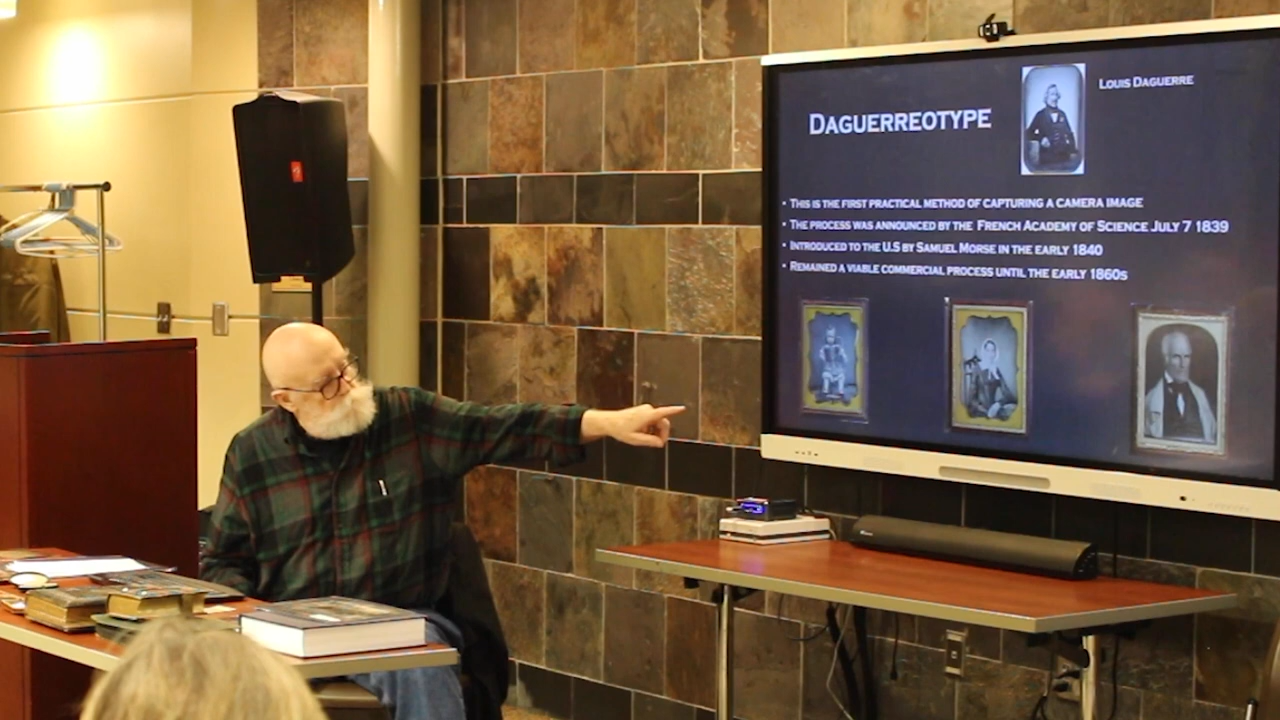 Louis Daguerre
Daguerreotype
• This is the first practical method of capturing a camera image
• The process was announced by the French Academy of Science July 7 1839
• Introduced to the U.S by Samuel Morse in the early 1840
• Remained a viable commercial process until the early 1860s